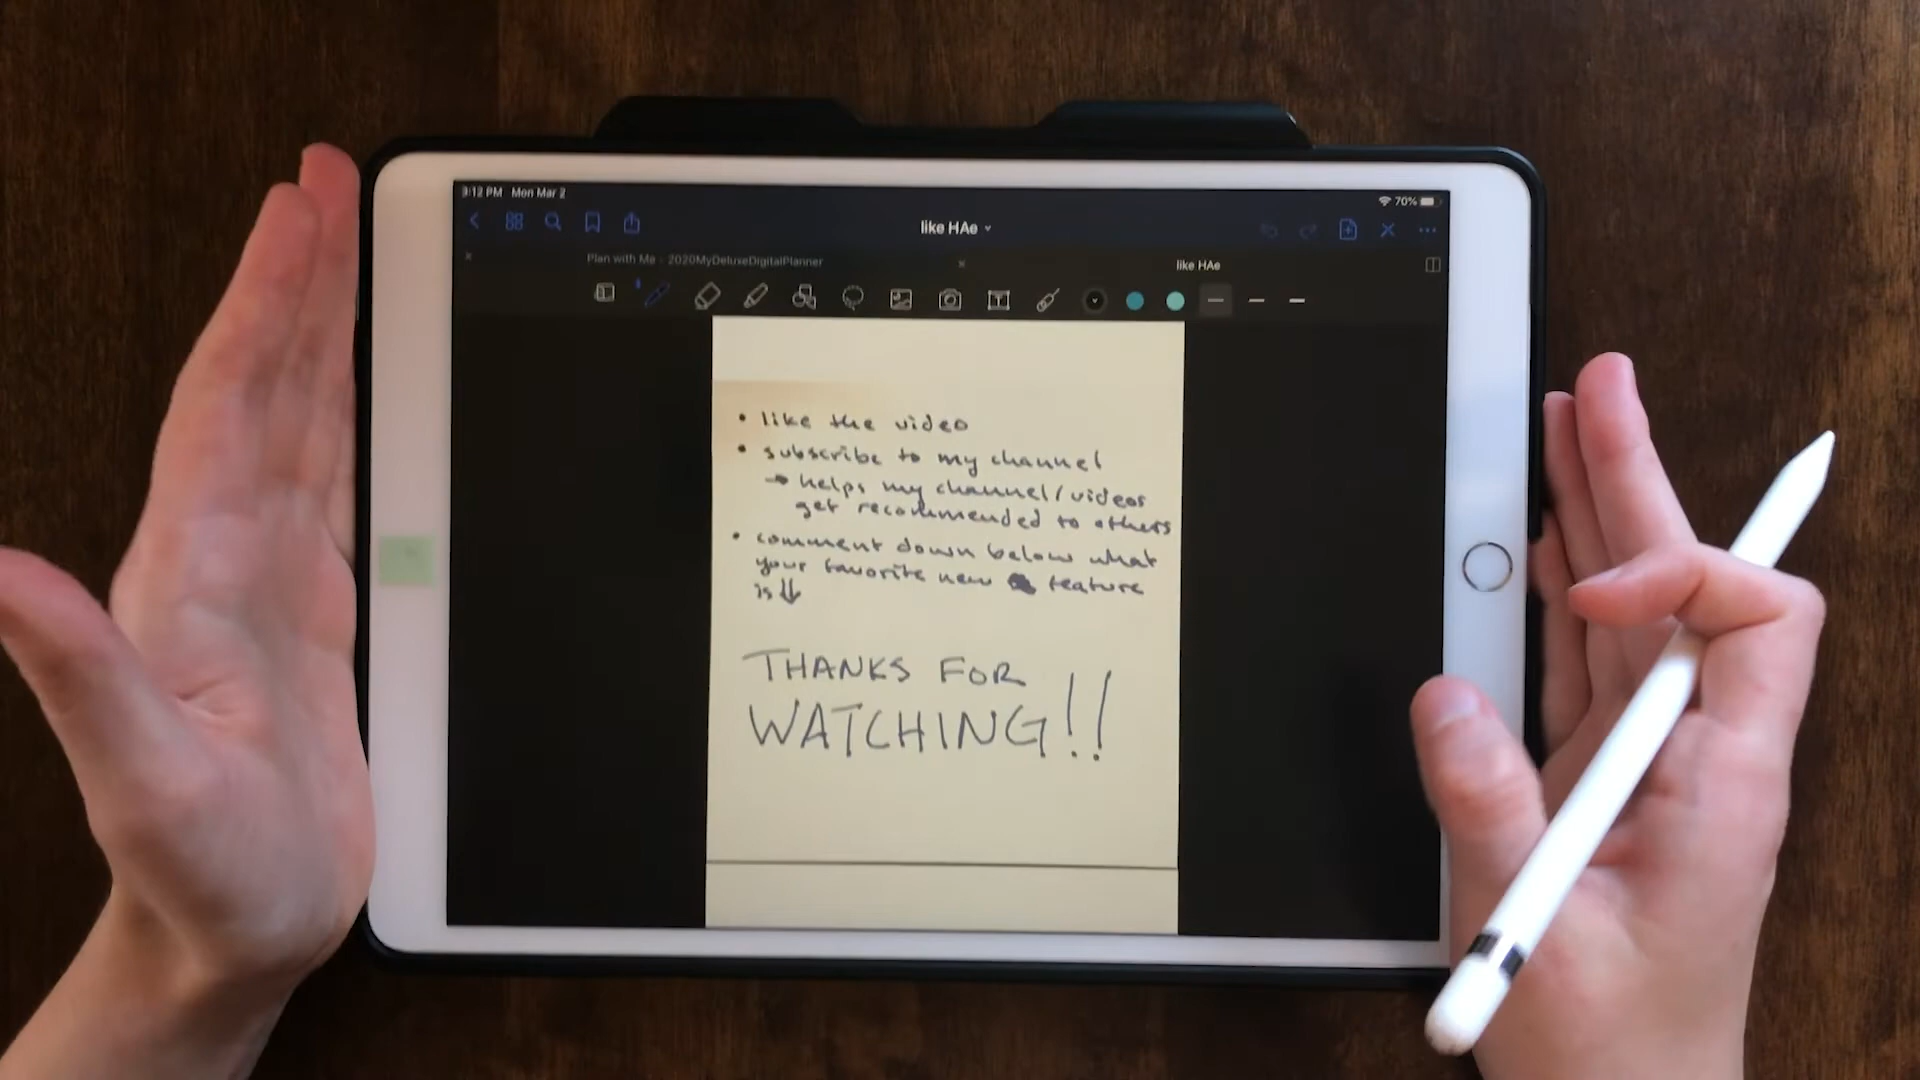 3:12 PM Mon Mar 2
70%
like HAe
Plan with Me - 2020MyDeluxeDigitalPlanner
like HAe
• like the video
• subscribe to my channel
→ helps my channel/videos
get recommended to others
• comment down below what
your favorite new feature
is ↓
THANKS FOR
WATCHING!!